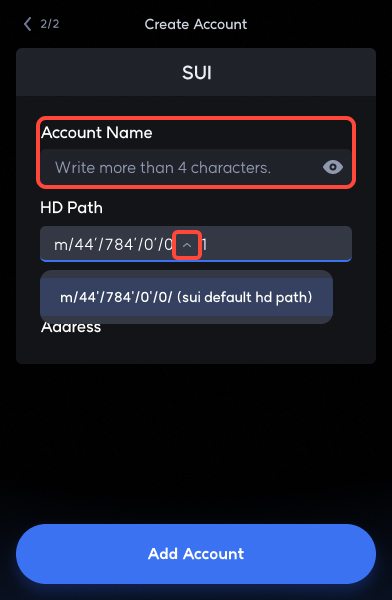 2/2
Create Account
SUI
Account Name
Write more than 4 characters.
HD Path
m/44'/784'/0'/0 1
m/44'/784'/0'/0/ (sui default hd path)
Address
Add Account